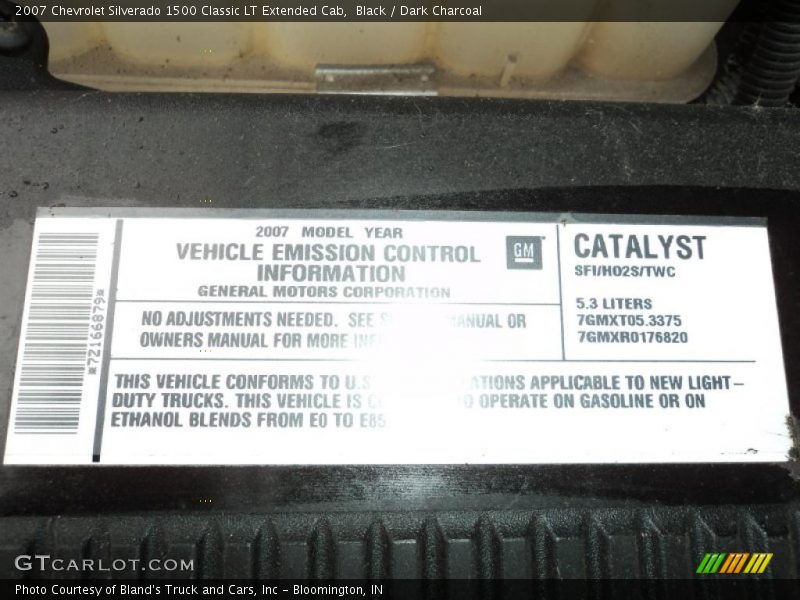 2007 Chevrolet Silverado 1500 Classic LT Extended Cab, Black / Dark Charcoal
2007 MODEL YEAR
VEHICLE EMISSION CONTROL
INFORMATION
GENERAL MOTORS CORPORATION
GM
CATALYST
SFI/HO2S/TWC
5.3 LITERS
7GMXT05.3375
7GMXR0176820
*72166879*
NO ADJUSTMENTS NEEDED. SEE OR
OWNERS MANUAL FOR MORE
THIS VEHICLE CONFORMS TO APPLICABLE TO NEW LIGHT-
DUTY TRUCKS. THIS VEHICLE IS TO OPERATE ON GASOLINE OR ON
ETHANOL BLENDS FROM E0 TO E85
GTCARLOT.COM
Photo Courtesy of Bland's Truck and Cars, Inc - Bloomington, IN